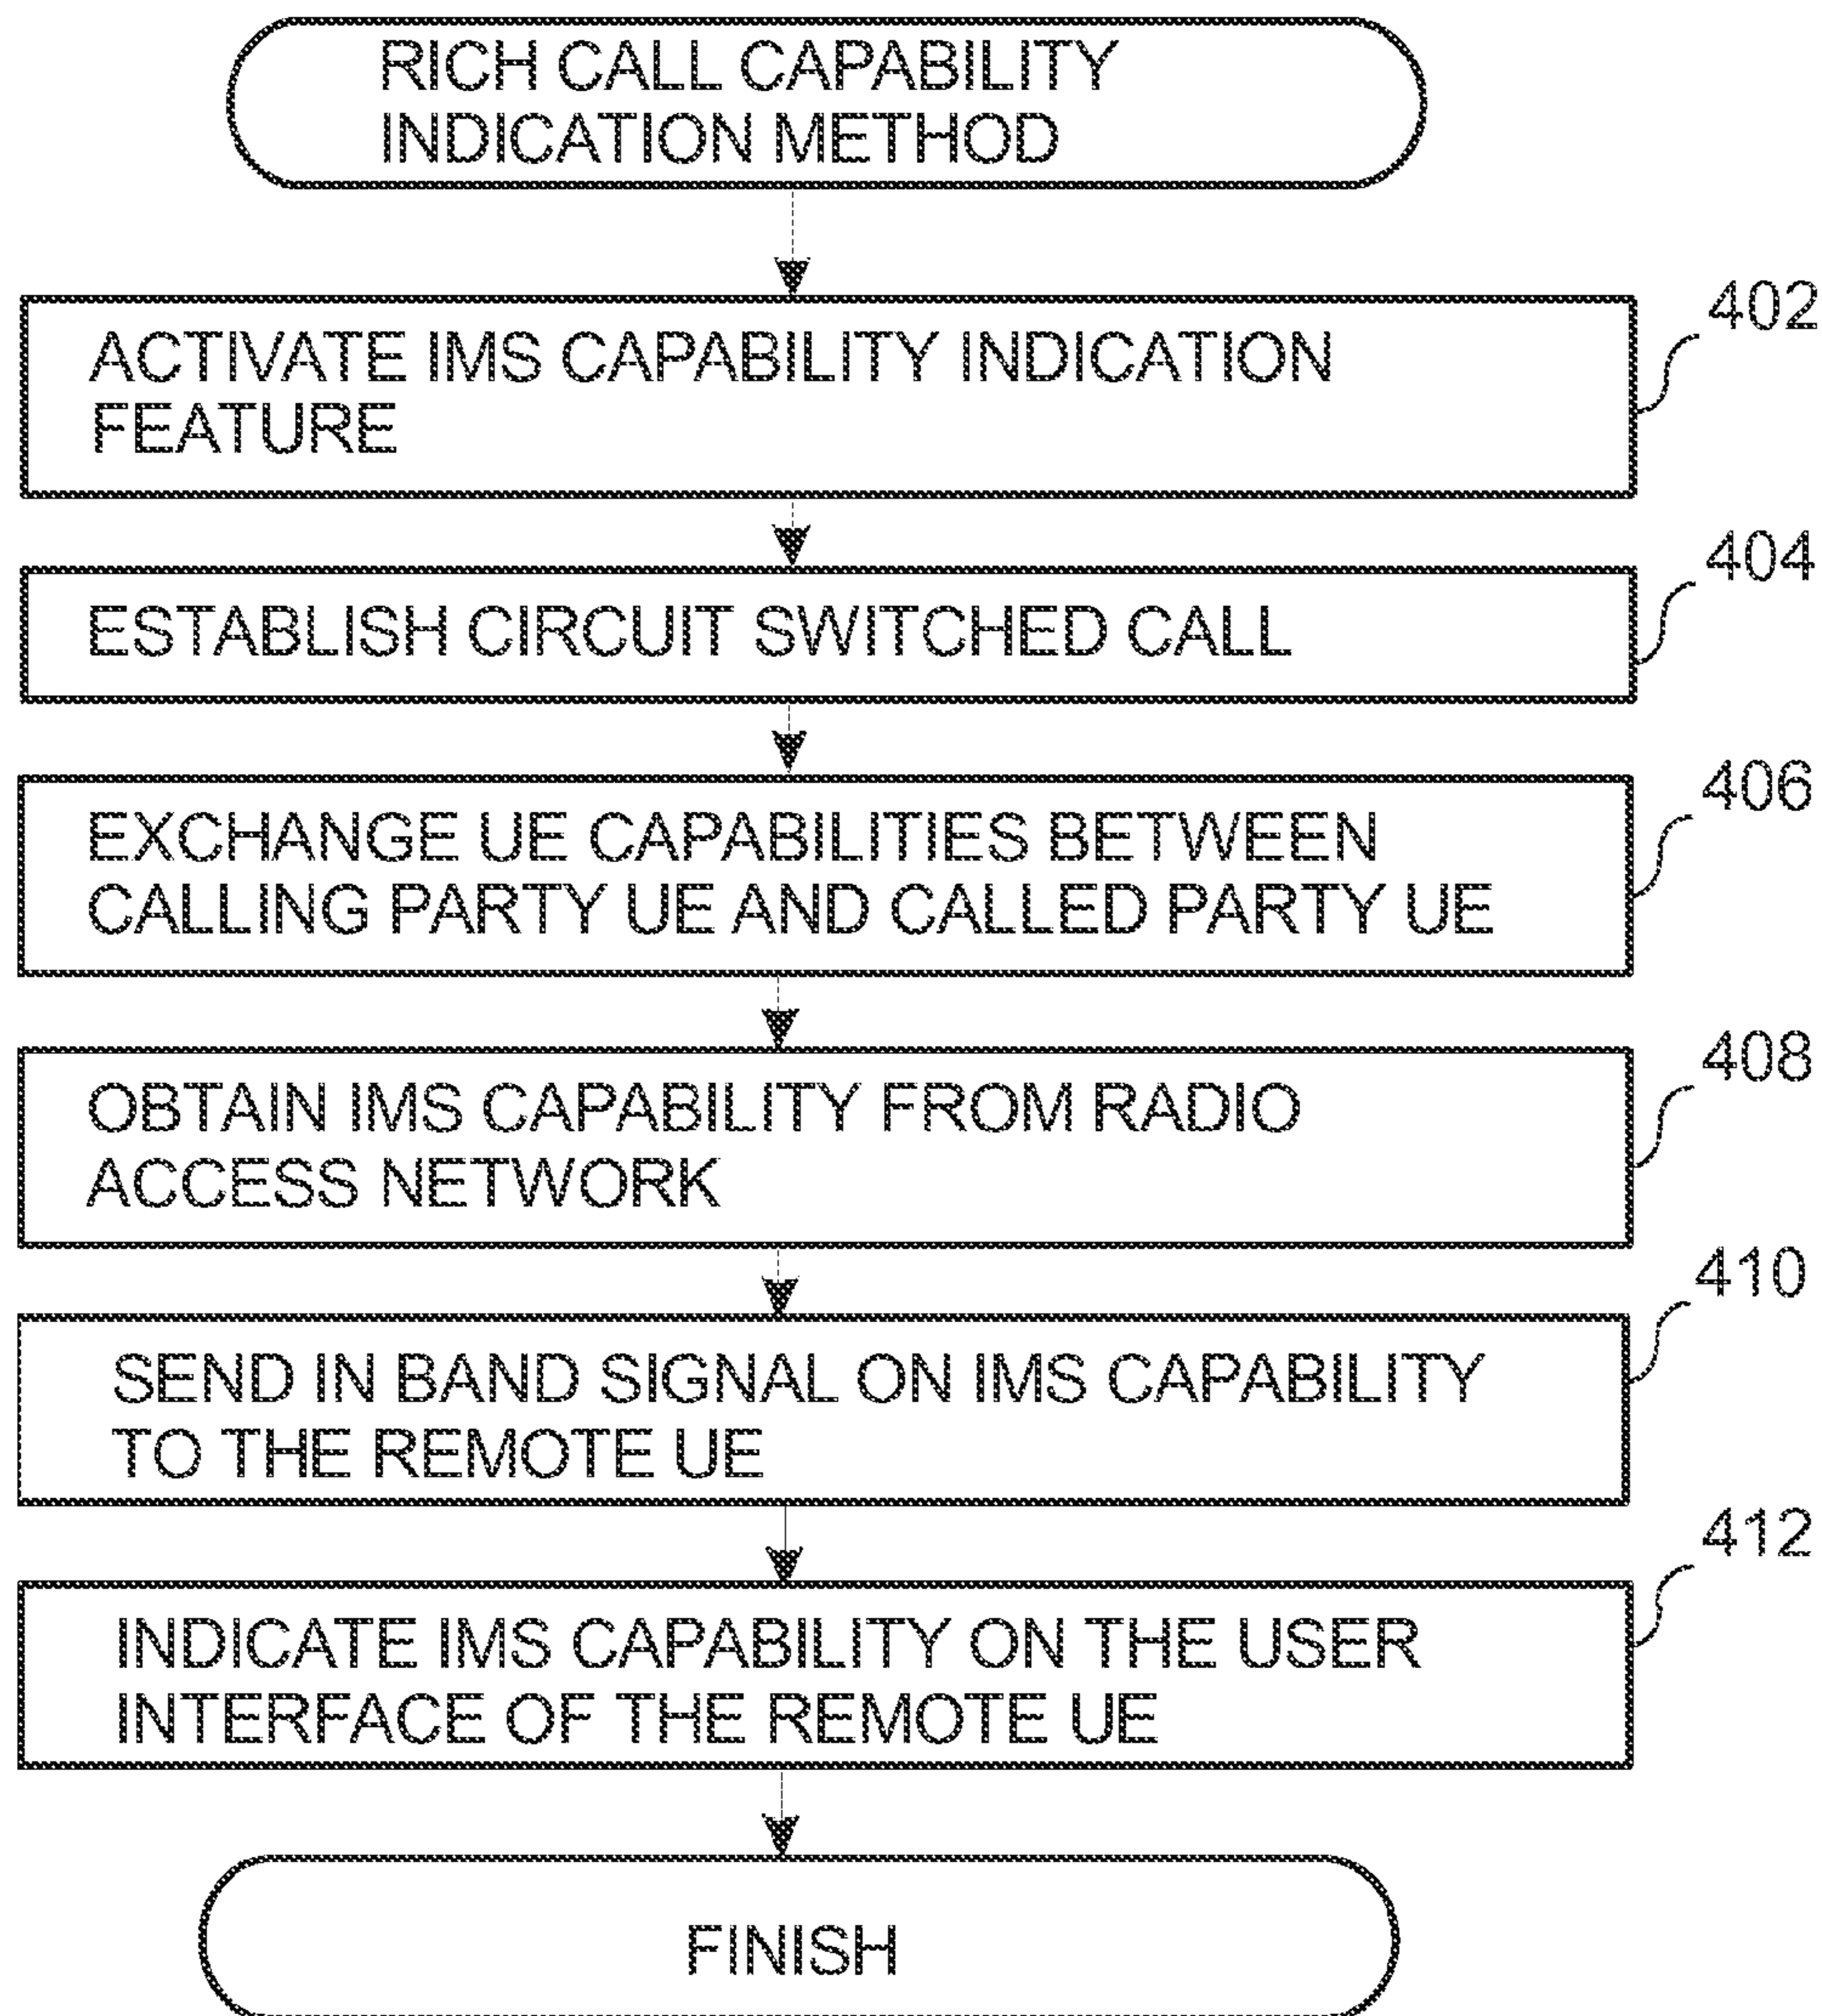 RICH CALL CAPABILITY
INDICATION METHOD
402
ACTIVATE IMS CAPABILITY INDICATION
FEATURE
404
ESTABLISH CIRCUIT SWITCHED CALL
406
EXCHANGE UE CAPABILITIES BETWEEN
CALLING PARTY UE AND CALLED PARTY UE
408
OBTAIN IMS CAPABILITY FROM RADIO
ACCESS NETWORK
410
SEND IN BAND SIGNAL ON IMS CAPABILITY
TO THE REMOTE UE
412
INDICATE IMS CAPABILITY ON THE USER
INTERFACE OF THE REMOTE UE
FINISH